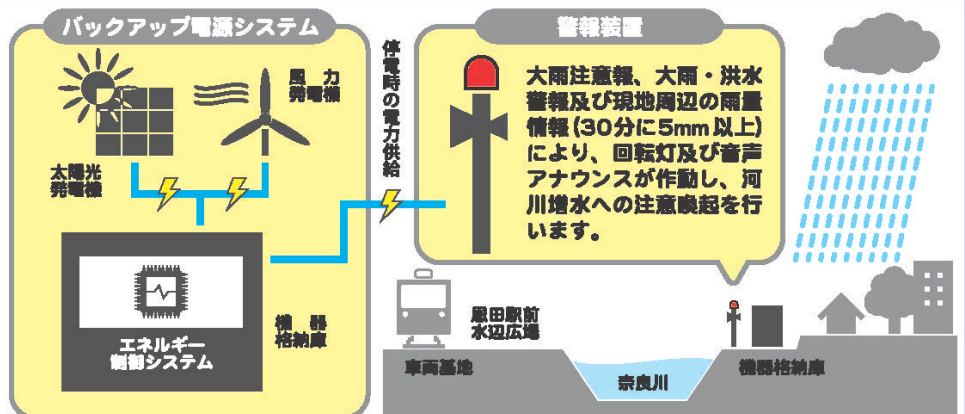 バックアップ電源システム
風力
発電機
太陽光
発電機
エネルギー
制御システム
機器
格納庫
停電時の電力供給
警報装置
大雨注意報、大雨・洪水
警報及び現地周辺の雨量
情報(30分に5mm以上)
により、回転灯及び音声
アナウンスが作動し、河
川増水への注意喚起を行
います。
恩田駅前
水辺広場
車両基地
奈良川
機器格納庫